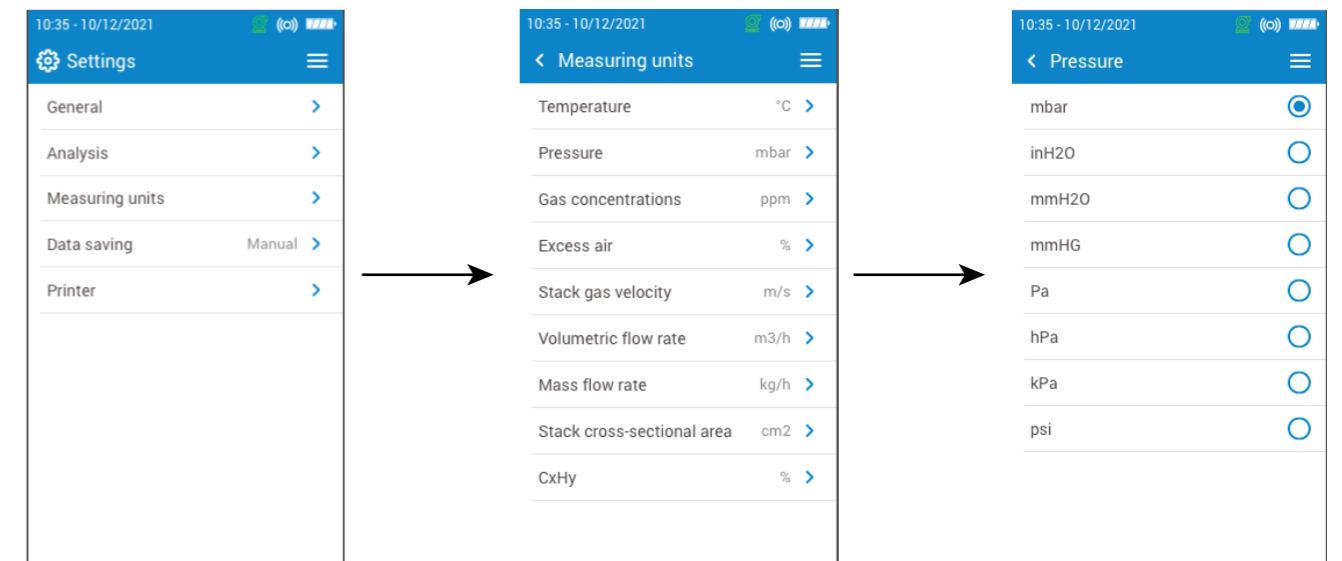 10:35 - 10/12/2021
Settings
General
Analysis
Measuring units
Data saving Manual
Printer
10:35 - 10/12/2021
Measuring units
Temperature °C
Pressure mbar
Gas concentrations ppm
Excess air %
Stack gas velocity m/s
Volumetric flow rate m3/h
Mass flow rate kg/h
Stack cross-sectional area cm2
CxHy %
10:35 - 10/12/2021
Pressure
mbar
inH2O
mmH2O
mmHG
Pa
hPa
kPa
psi